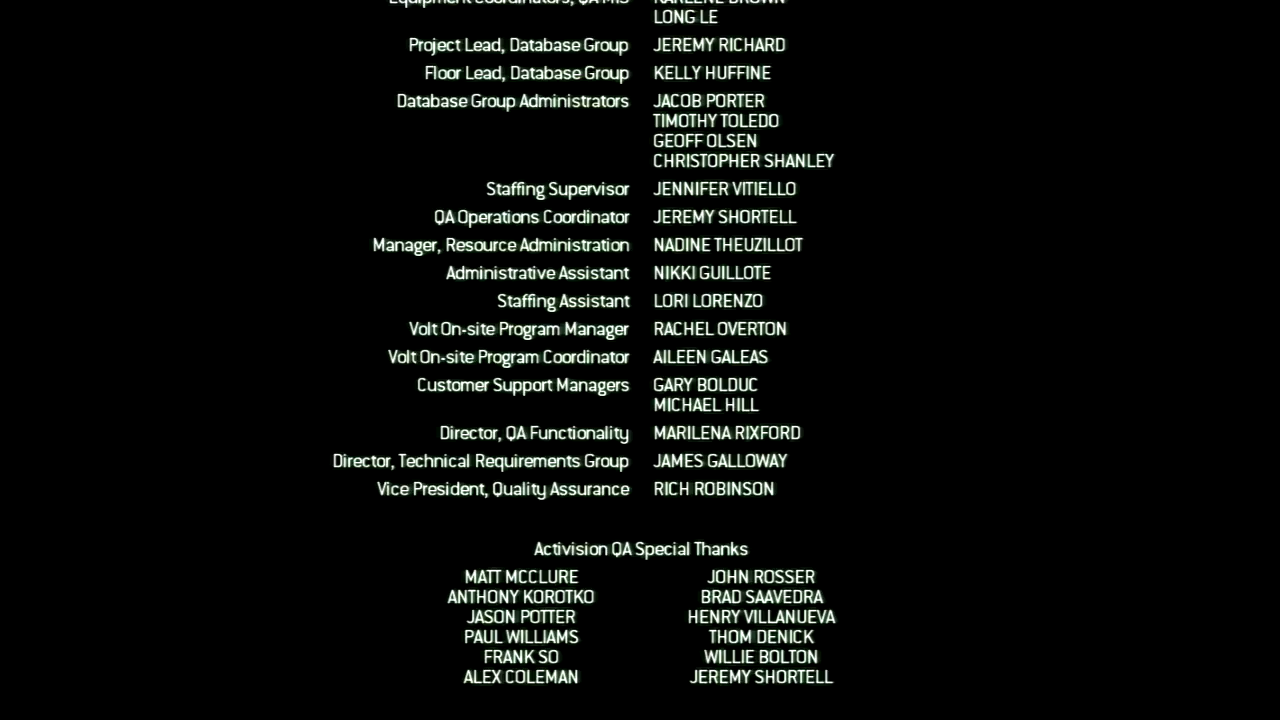 LONG LE
Project Lead, Database Group JEREMY RICHARD
Floor Lead, Database Group KELLY HUFFINE
Database Group Administrators JACOB PORTER
TIMOTHY TOLEDO
GEOFF OLSEN
CHRISTOPHER SHANLEY
Staffing Supervisor JENNIFER VITIELLO
QA Operations Coordinator JEREMY SHORTELL
Manager, Resource Administration NADINE THEUZILLOT
Administrative Assistant NIKKI GUILLOTE
Staffing Assistant LORI LORENZO
Volt On-site Program Manager RACHEL OVERTON
Volt On-site Program Coordinator AILEEN GALEAS
Customer Support Managers GARY BOLDUC
MICHAEL HILL
Director, QA Functionality MARILENA RIXFORD
Director, Technical Requirements Group JAMES GALLOWAY
Vice President, Quality Assurance RICH ROBINSON
Activision QA Special Thanks
MATT MCCLURE JOHN ROSSER
ANTHONY KOROTKO BRAD SAAVEDRA
JASON POTTER HENRY VILLANUEVA
PAUL WILLIAMS THOM DENICK
FRANK SO WILLIE BOLTON
ALEX COLEMAN JEREMY SHORTELL